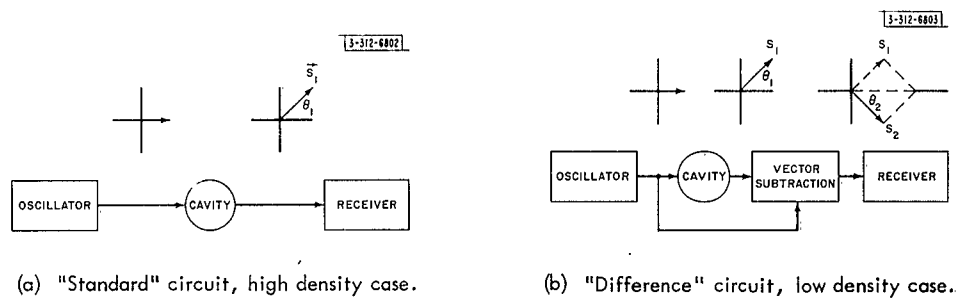 3-312-6802
S⃗₁
θ₁
OSCILLATOR
CAVITY
RECEIVER
(a) "Standard" circuit, high density case.
3-312-6803
S₁
θ₁
S₁
θ₂
S₂
OSCILLATOR
CAVITY
VECTOR
SUBTRACTION
RECEIVER
(b) "Difference" circuit, low density case.